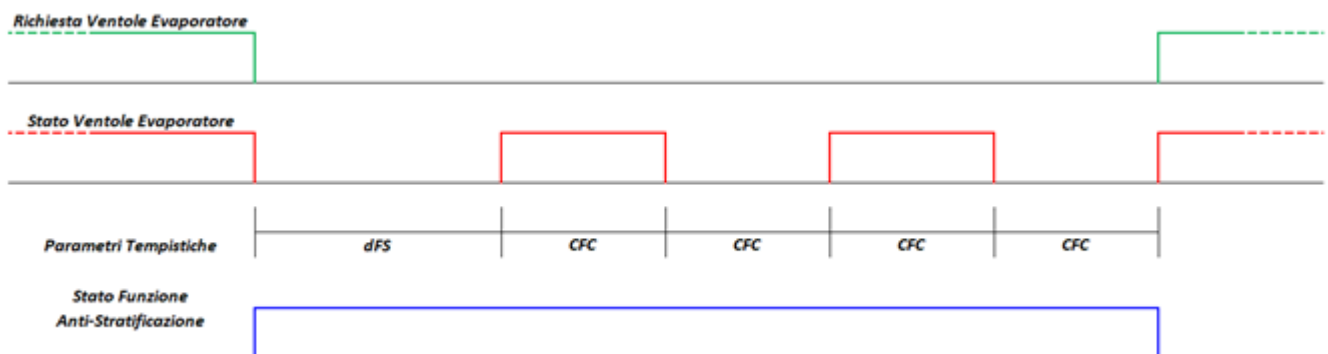 Richiesta Ventole Evaporatore
Stato Ventole Evaporatore
Parametri Tempistiche dFS CFC CFC CFC CFC
Stato Funzione
Anti-Stratificazione